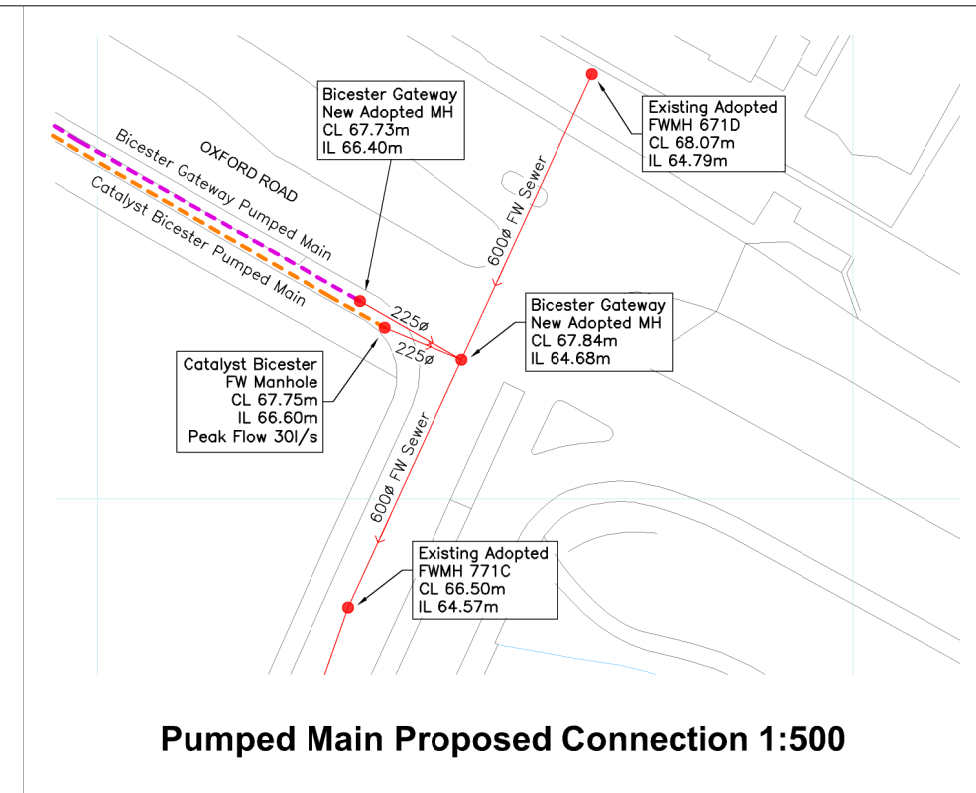 Bicester Gateway
New Adopted MH
CL 67.73m
IL 66.40m
Existing Adopted
FWMH 671D
CL 68.07m
IL 64.79m
OXFORD ROAD
Bicester Gateway Pumped Main
Catalyst Bicester Pumped Main
600ø FW Sewer
225ø
225ø
Bicester Gateway
New Adopted MH
CL 67.84m
IL 64.68m
Catalyst Bicester
FW Manhole
CL 67.75m
IL 66.60m
Peak Flow 30l/s
600ø FW Sewer
Existing Adopted
FWMH 771C
CL 66.50m
IL 64.57m
Pumped Main Proposed Connection 1:500